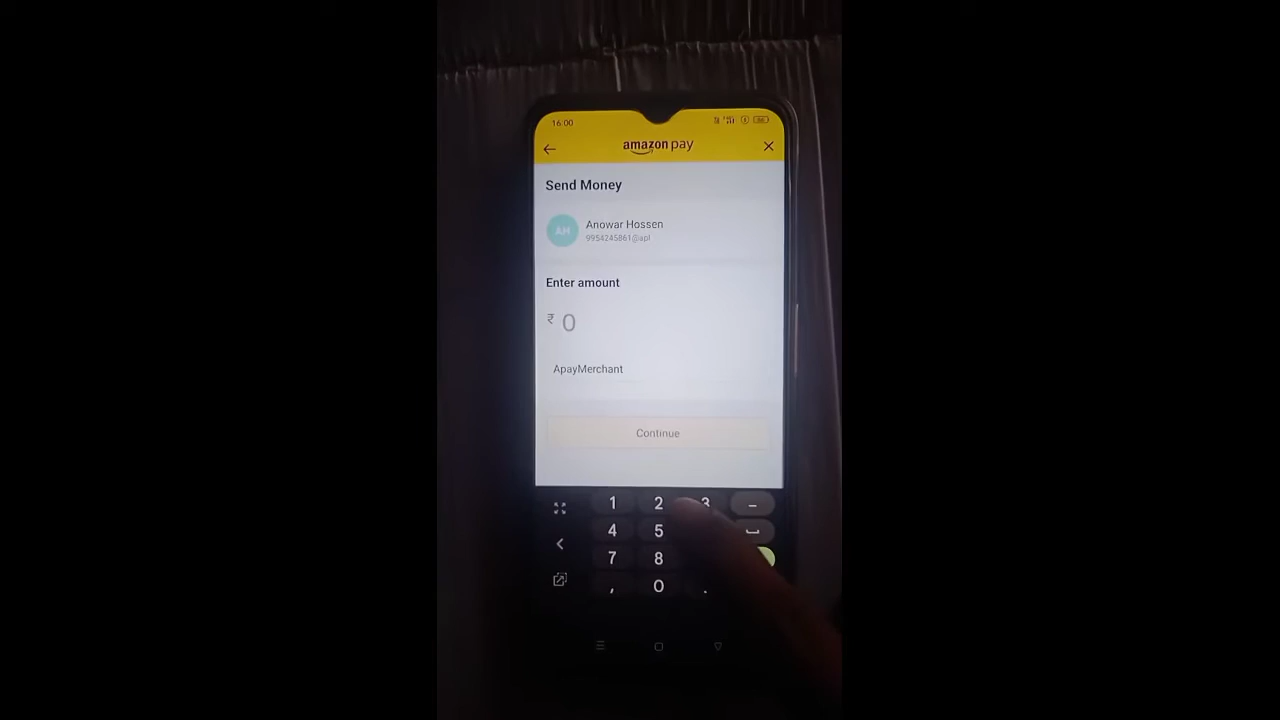 16:00
amazon pay
Send Money
AH
Anowar Hossen
9954245861@apl
Enter amount
₹ 0
ApayMerchant
Continue
1 2 3 –
4 5
7 8
, 0 .